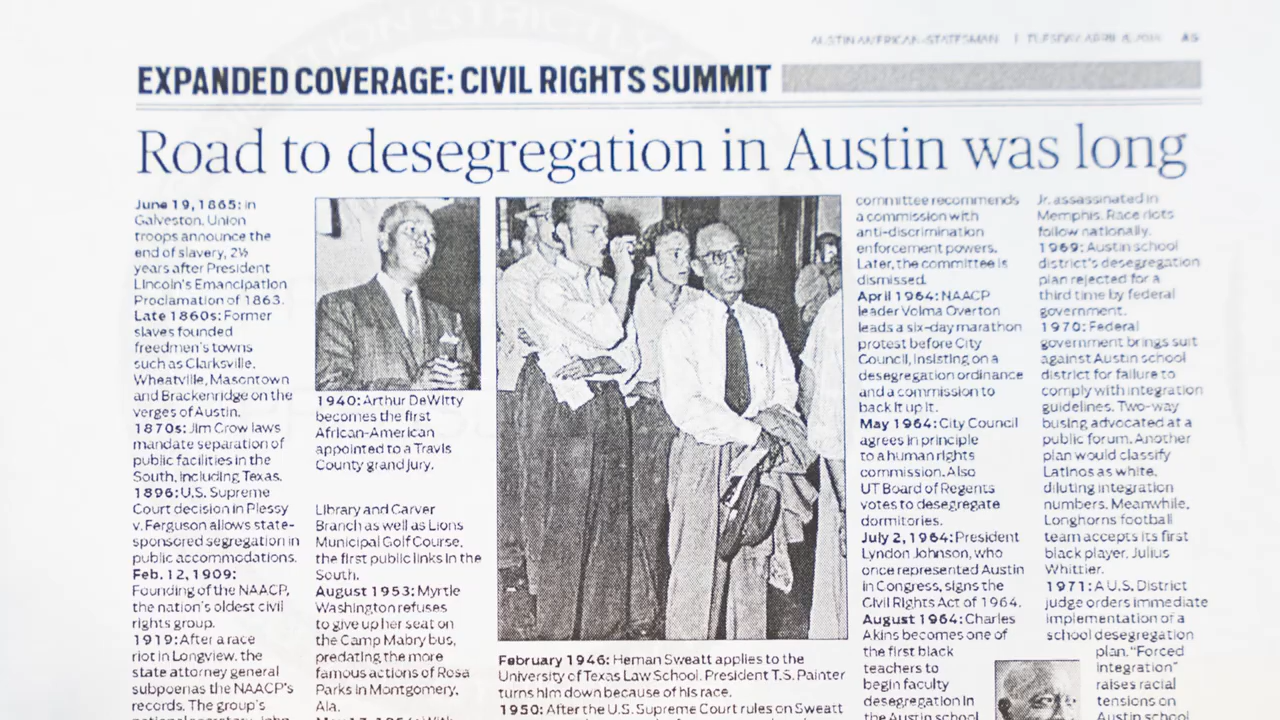 AUSTIN AMERICAN-STATESMAN | TUESDAY, APRIL 8, 2014 A5
EXPANDED COVERAGE: CIVIL RIGHTS SUMMIT
Road to desegregation in Austin was long
June 19, 1865: In
Galveston, Union
troops announce the
end of slavery, 2½
years after President
Lincoln's Emancipation
Proclamation of 1863.
Late 1860s: Former
slaves founded
freedmen's towns
such as Clarksville,
Wheatville, Masontown
and Brackenridge on the
verges of Austin.
1870s: Jim Crow laws
mandate separation of
public facilities in the
South, including Texas.
1896: U.S. Supreme
Court decision in Plessy
v. Ferguson allows state-
sponsored segregation in
public accommodations.
Feb. 12, 1909:
Founding of the NAACP,
the nation's oldest civil
rights group.
1919: After a race
riot in Longview, the
state attorney general
subpoenas the NAACP's
records. The group's
national secretary, John
1940: Arthur DeWitty
becomes the first
African-American
appointed to a Travis
County grand jury.
Library and Carver
Branch as well as Lions
Municipal Golf Course,
the first public links in the
South.
August 1953: Myrtle
Washington refuses
to give up her seat on
the Camp Mabry bus,
predating the more
famous actions of Rosa
Parks in Montgomery,
Ala.
May 17, 1954: With
February 1946: Heman Sweatt applies to the
University of Texas Law School. President T.S. Painter
turns him down because of his race.
1950: After the U.S. Supreme Court rules on Sweatt
committee recommends
a commission with
anti-discrimination
enforcement powers.
Later, the committee is
dismissed.
April 1964: NAACP
leader Volma Overton
leads a six-day marathon
protest before City
Council, insisting on a
desegregation ordinance
and a commission to
back it up it.
May 1964: City Council
agrees in principle
to a human rights
commission. Also
UT Board of Regents
votes to desegregate
dormitories.
July 2, 1964: President
Lyndon Johnson, who
once represented Austin
in Congress, signs the
Civil Rights Act of 1964.
August 1964: Charles
Akins becomes one of
the first black
teachers to
begin faculty
desegregation in
the Austin school
Jr. assassinated in
Memphis. Race riots
follow nationally.
1969: Austin school
district's desegregation
plan rejected for a
third time by federal
government.
1970: Federal
government brings suit
against Austin school
district for failure to
comply with integration
guidelines. Two-way
busing advocated at a
public forum. Another
plan would classify
Latinos as white,
diluting integration
numbers. Meanwhile,
Longhorns football
team accepts its first
black player, Julius
Whittier.
1971: A U.S. District
judge orders immediate
implementation of a
school desegregation
plan. "Forced
integration"
raises racial
tensions on
Austin school